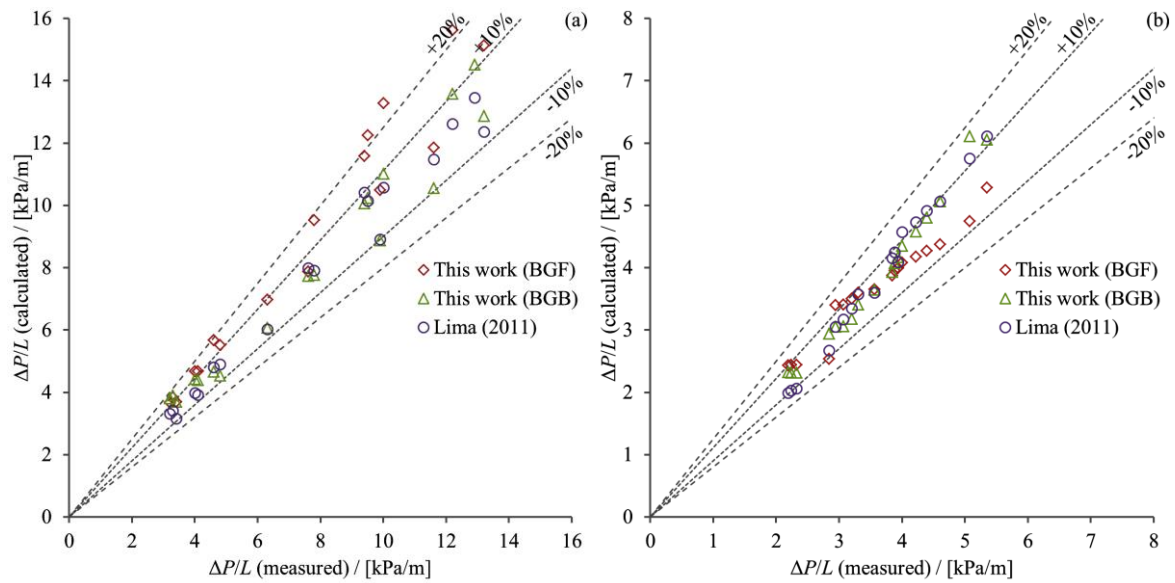 (a)
16
14
12
10
8
6
4
2
0
ΔP/L (calculated) / [kPa/m]
+20%
+10%
-10%
-20%
This work (BGF)
This work (BGB)
Lima (2011)
0 2 4 6 8 10 12 14 16
ΔP/L (measured) / [kPa/m]
(b)
8
7
6
5
4
3
2
1
0
ΔP/L (calculated) / [kPa/m]
+20%
+10%
-10%
-20%
This work (BGF)
This work (BGB)
Lima (2011)
0 1 2 3 4 5 6 7 8
ΔP/L (measured) / [kPa/m]